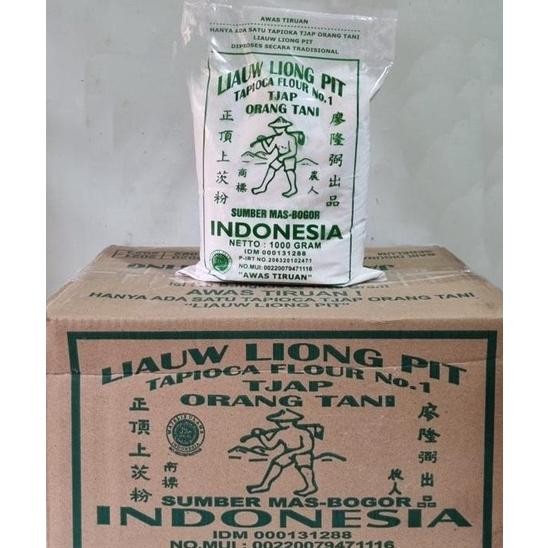 AWAS TIRUAN
HANYA ADA SATU TAPIOKA TJAP ORANG TANI
LIAUW LIONG PIT
DIPROSES SECARA TRADISIONAL
LIAUW LIONG PIT
TAPIOCA FLOUR No.1
TJAP
ORANG TANI
正頂上茨粉
一商標
農人
廖隆弼出品
SUMBER MAS-BOGOR
INDONESIA
NETTO : 1000 GRAM
IDM 000131288
P-IRT NO.206320102471
NO.MUI: 00220079471116
"AWAS TIRUAN"
AWAS TIRUAN
HANYA ADA SATU TAPIOCA TJAP ORANG TANI
"LIAUW LIONG PIT"
LIAUW LIONG PIT
TAPIOCA FLOUR No.1
TJAP
ORANG TANI
正頂上茨粉
商標
農人
廖隆弼出品
SUMBER MAS-BOGOR
INDONESIA
IDM 000131288
NO.MUI : 00220079471116